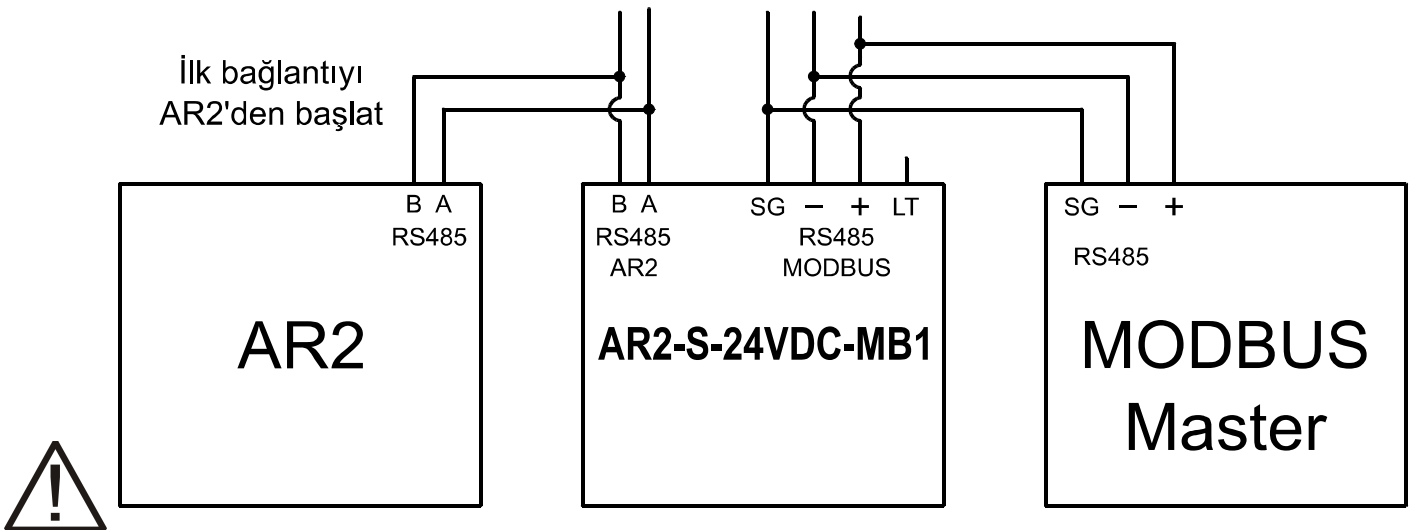 İlk bağlantıyı
AR2'den başlat
B A
RS485
AR2
B A
RS485
AR2
SG − + LT
RS485
MODBUS
AR2-S-24VDC-MB1
SG − +
RS485
MODBUS
Master
!